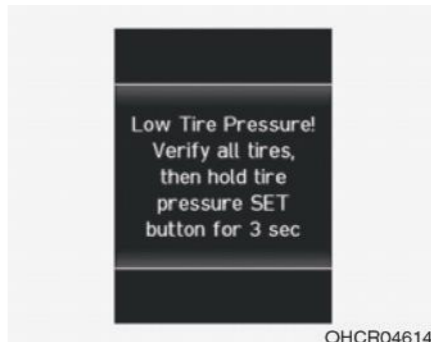 Low Tire Pressure!
Verify all tires,
then hold tire
pressure SET
button for 3 sec
OHCR04614